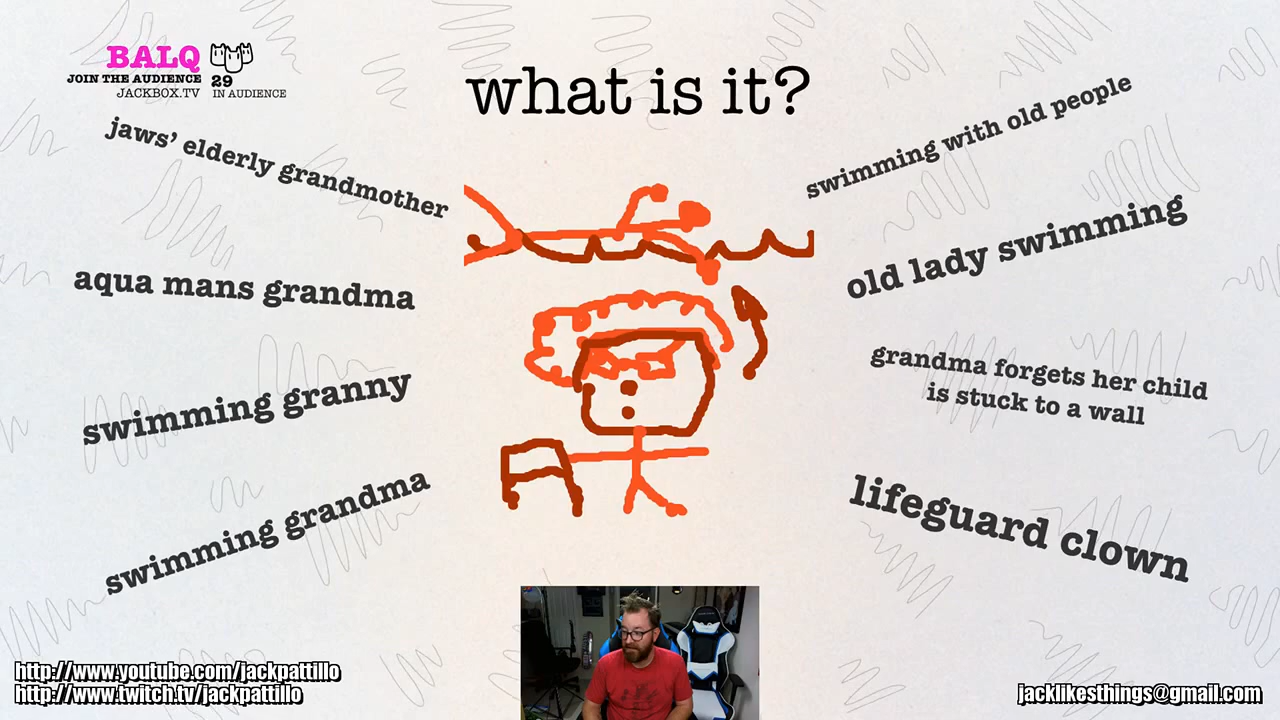 BALQ
JOIN THE AUDIENCE
JACKBOX.TV
29
IN AUDIENCE
what is it?
jaws' elderly grandmother
aqua mans grandma
swimming granny
swimming grandma
swimming with old people
old lady swimming
grandma forgets her child
is stuck to a wall
lifeguard clown
http://www.youtube.com/jackpattillo
http://www.twitch.tv/jackpattillo
jacklikesthings@gmail.com